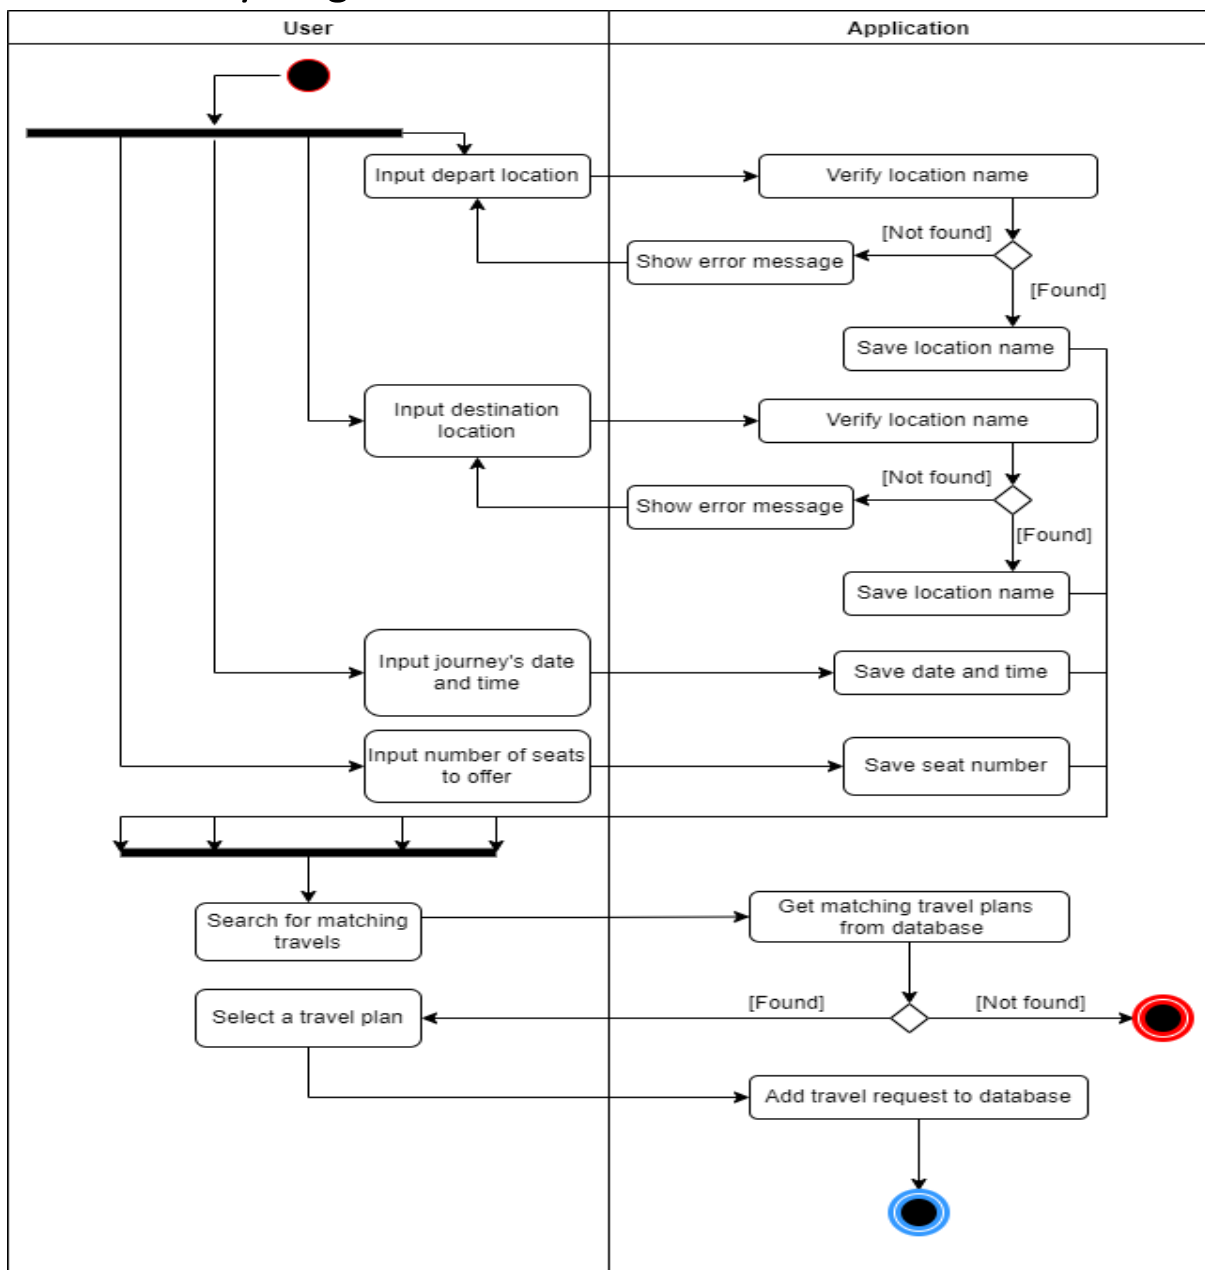 User
Application
Input depart location
Verify location name
[Not found]
Show error message
[Found]
Save location name
Input destination
location
Verify location name
[Not found]
Show error message
[Found]
Save location name
Input journey's date
and time
Save date and time
Input number of seats
to offer
Save seat number
Search for matching
travels
Get matching travel plans
from database
[Found]
[Not found]
Select a travel plan
Add travel request to database